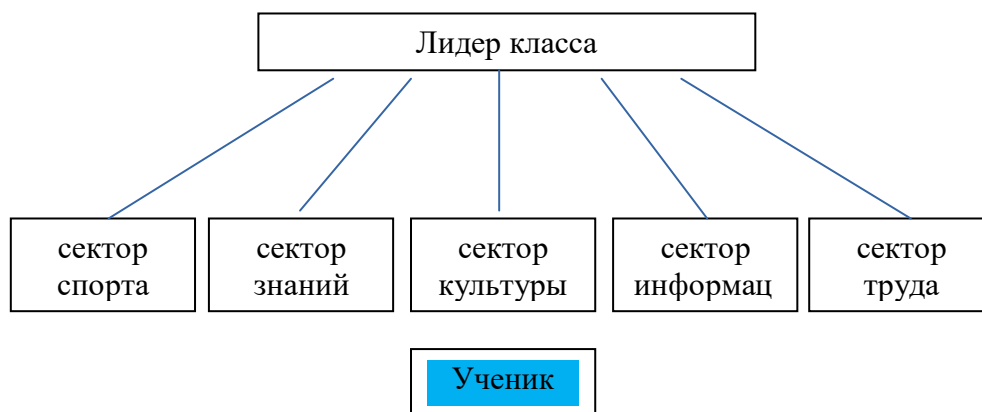 Лидер класса
сектор
спорта
сектор
знаний
сектор
культуры
сектор
информац
сектор
труда
Ученик